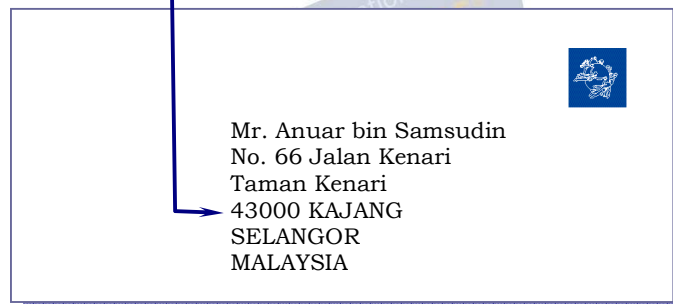 Mr. Anuar bin Samsudin
No. 66 Jalan Kenari
Taman Kenari
43000 KAJANG
SELANGOR
MALAYSIA